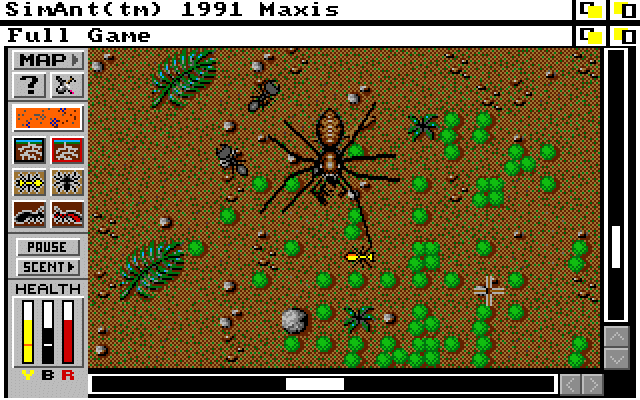 SimAnt(tm) 1991 Maxis
Full Game
MAP
?
PAUSE
SCENT
HEALTH
Y B R